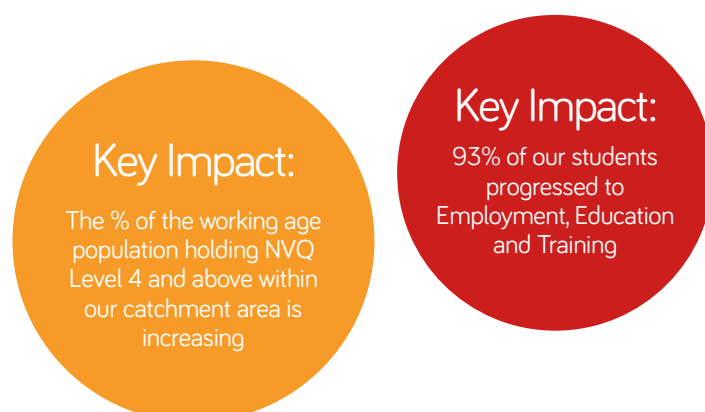 Key Impact:
The % of the working age
population holding NVQ
Level 4 and above within
our catchment area is
increasing
Key Impact:
93% of our students
progressed to
Employment, Education
and Training